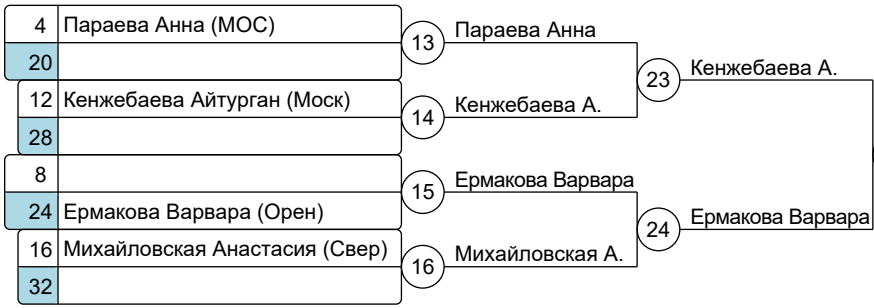 4 Параева Анна (МОС)
20
13 Параева Анна
12 Кенжебаева Айтурган (Моск)
28
14 Кенжебаева А.
23 Кенжебаева А.
8
24 Ермакова Варвара (Орен)
15 Ермакова Варвара
16 Михайловская Анастасия (Свер)
32
16 Михайловская А.
24 Ермакова Варвара